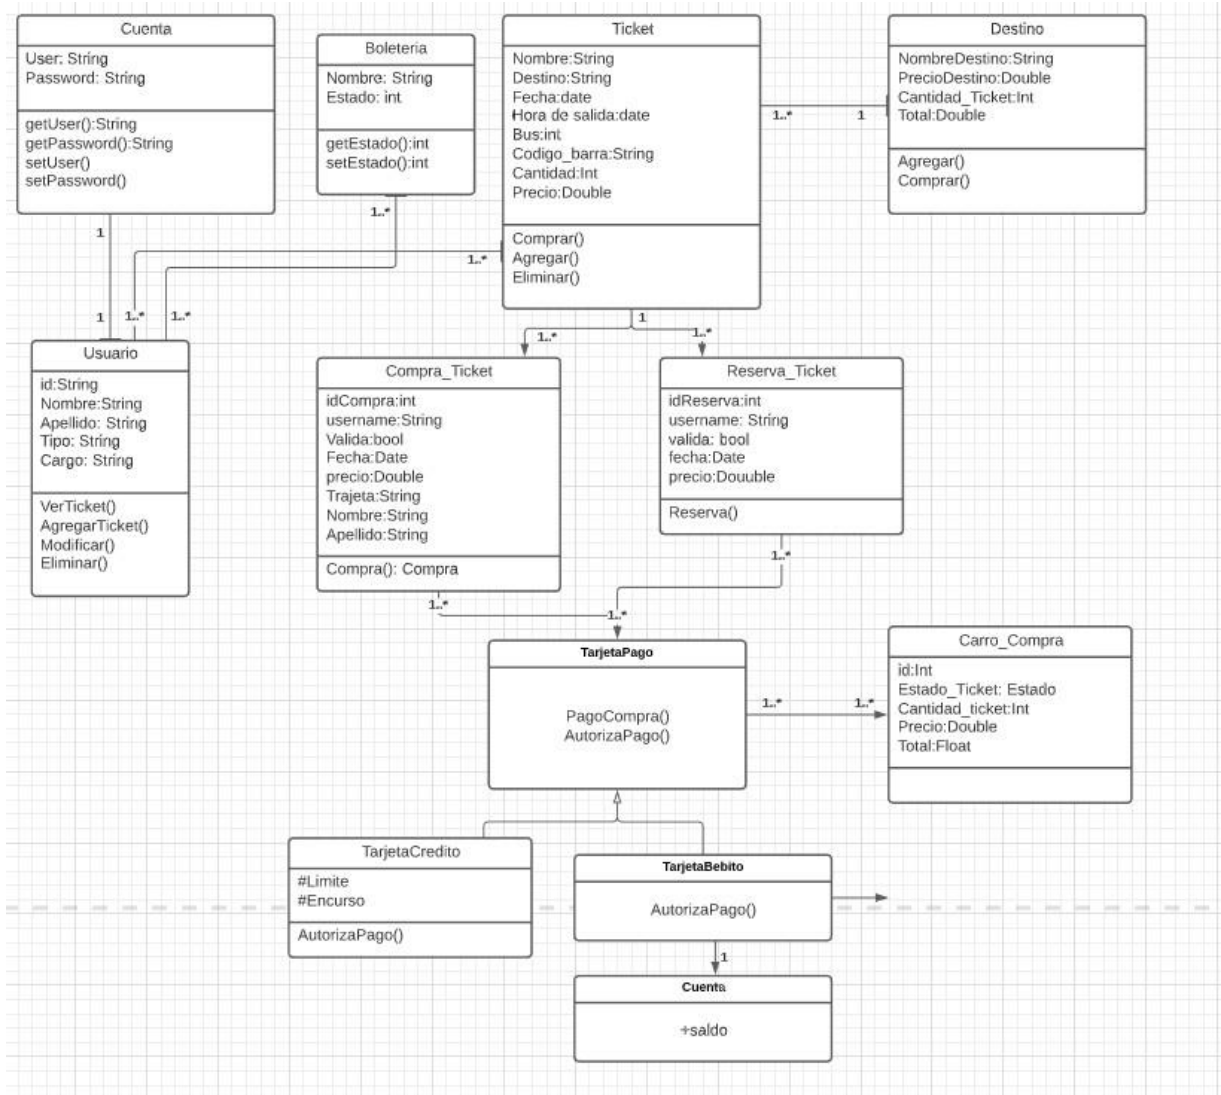 Cuenta
User: String
Password: String
getUser():String
getPassword():String
setUser()
setPassword()
Boleteria
Nombre: String
Estado: int
getEstado():int
setEstado():int
Ticket
Nombre:String
Destino:String
Fecha:date
Hora de salida:date
Bus:int
Codigo_barra:String
Cantidad:Int
Precio:Double
Comprar()
Agregar()
Eliminar()
Destino
NombreDestino:String
PrecioDestino:Double
Cantidad_Ticket:Int
Total:Double
Agregar()
Comprar()
1..*
1
1..*
1
1..*
1
1..*
1..*
1
1..*
1..*
Usuario
id:String
Nombre:String
Apellido: String
Tipo: String
Cargo: String
VerTicket()
AgregarTicket()
Modificar()
Eliminar()
Compra_Ticket
idCompra:int
username:String
Valida:bool
Fecha:Date
precio:Double
Trajeta:String
Nombre:String
Apellido:String
Compra(): Compra
Reserva_Ticket
idReserva:int
username: String
valida: bool
fecha:Date
precio:Douuble
Reserva()
1..*
1..*
1..*
TarjetaPago
PagoCompra()
AutorizaPago()
1..*
1..*
Carro_Compra
id:Int
Estado_Ticket: Estado
Cantidad_ticket:Int
Precio:Double
Total:Float
TarjetaCredito
#Limite
#Encurso
AutorizaPago()
TarjetaBebito
AutorizaPago()
1
Cuenta
+saldo